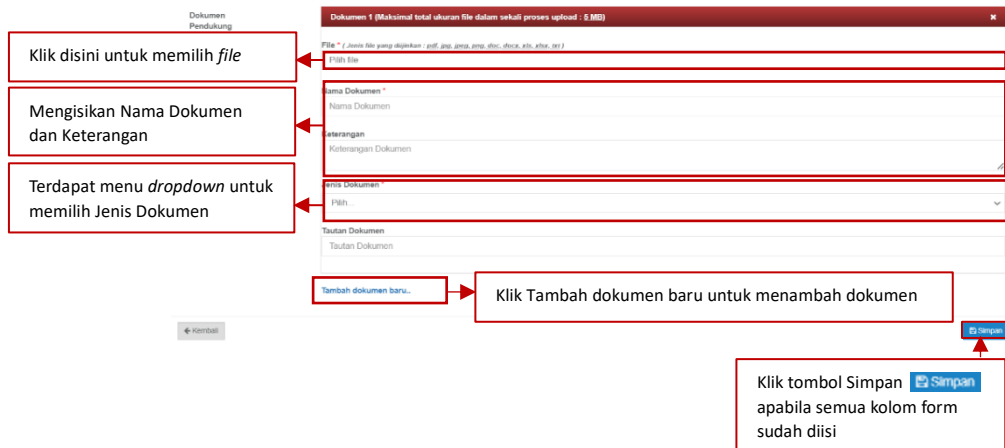 Dokumen
Pendukung
Dokumen 1 (Maksimal total ukuran file dalam sekali proses upload : 5 MB)
File * ( Jenis file yang diijinkan : pdf, jpg, jpeg, png, doc, docx, xls, xlsx, txt )
Klik disini untuk memilih file
Pilih file
Nama Dokumen *
Mengisikan Nama Dokumen
dan Keterangan
Nama Dokumen
Keterangan
Keterangan Dokumen
Terdapat menu dropdown untuk
memilih Jenis Dokumen
Jenis Dokumen *
Pilih...
Tautan Dokumen
Tautan Dokumen
Tambah dokumen baru..
Klik Tambah dokumen baru untuk menambah dokumen
Kembali
Simpan
Klik tombol Simpan Simpan
apabila semua kolom form
sudah diisi